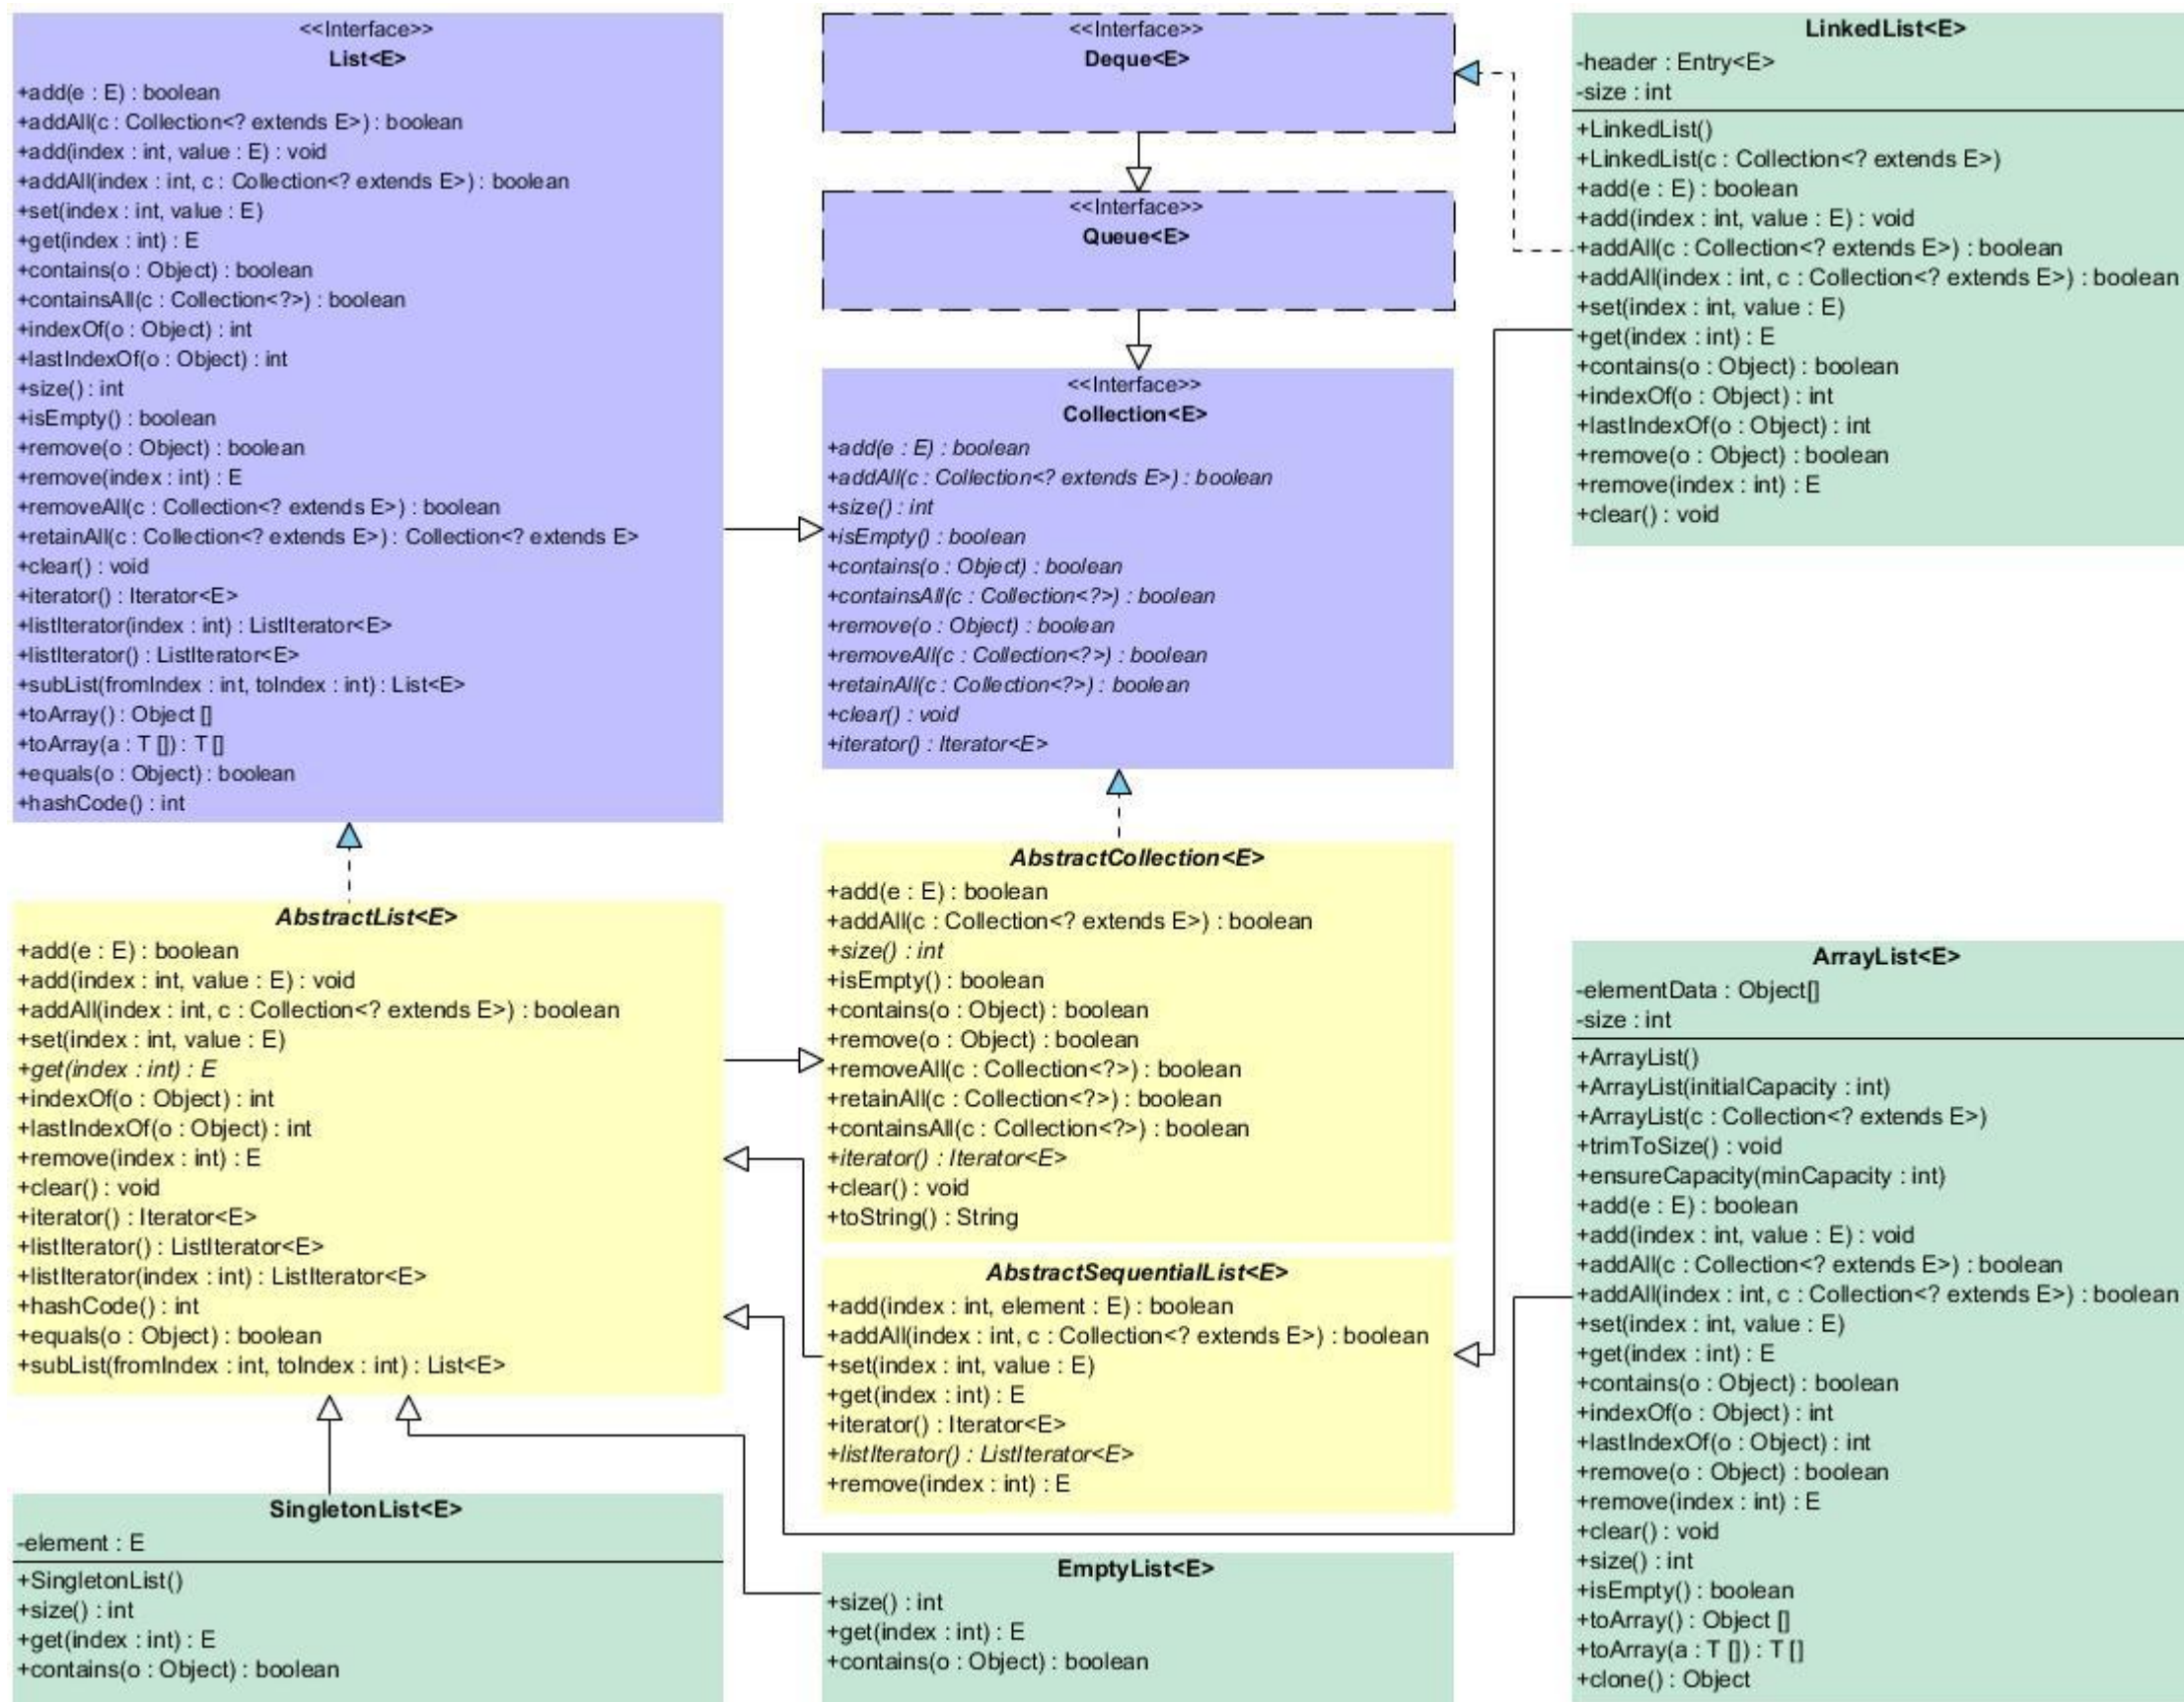 <<Interface>>
List<E>
+add(e : E) : boolean
+addAll(c : Collection<? extends E>) : boolean
+add(index : int, value : E) : void
+addAll(index : int, c : Collection<? extends E>) : boolean
+set(index : int, value : E)
+get(index : int) : E
+contains(o : Object) : boolean
+containsAll(c : Collection<?>) : boolean
+indexOf(o : Object) : int
+lastIndexOf(o : Object) : int
+size() : int
+isEmpty() : boolean
+remove(o : Object) : boolean
+remove(index : int) : E
+removeAll(c : Collection<? extends E>) : boolean
+retainAll(c : Collection<? extends E>) : Collection<? extends E>
+clear() : void
+iterator() : Iterator<E>
+listIterator(index : int) : ListIterator<E>
+listIterator() : ListIterator<E>
+subList(fromIndex : int, toIndex : int) : List<E>
+toArray() : Object []
+toArray(a : T []) : T []
+equals(o : Object) : boolean
+hashCode() : int
<<Interface>>
Deque<E>
<<Interface>>
Queue<E>
<<Interface>>
Collection<E>
+add(e : E) : boolean
+addAll(c : Collection<? extends E>) : boolean
+size() : int
+isEmpty() : boolean
+contains(o : Object) : boolean
+containsAll(c : Collection<?>) : boolean
+remove(o : Object) : boolean
+removeAll(c : Collection<?>) : boolean
+retainAll(c : Collection<?>) : boolean
+clear() : void
+iterator() : Iterator<E>
LinkedList<E>
-header : Entry<E>
-size : int
+LinkedList()
+LinkedList(c : Collection<? extends E>)
+add(e : E) : boolean
+add(index : int, value : E) : void
+addAll(c : Collection<? extends E>) : boolean
+addAll(index : int, c : Collection<? extends E>) : boolean
+set(index : int, value : E)
+get(index : int) : E
+contains(o : Object) : boolean
+indexOf(o : Object) : int
+lastIndexOf(o : Object) : int
+remove(o : Object) : boolean
+remove(index : int) : E
+clear() : void
AbstractList<E>
+add(e : E) : boolean
+add(index : int, value : E) : void
+addAll(index : int, c : Collection<? extends E>) : boolean
+set(index : int, value : E)
+get(index : int) : E
+indexOf(o : Object) : int
+lastIndexOf(o : Object) : int
+remove(index : int) : E
+clear() : void
+iterator() : Iterator<E>
+listIterator() : ListIterator<E>
+listIterator(index : int) : ListIterator<E>
+hashCode() : int
+equals(o : Object) : boolean
+subList(fromIndex : int, toIndex : int) : List<E>
AbstractCollection<E>
+add(e : E) : boolean
+addAll(c : Collection<? extends E>) : boolean
+size() : int
+isEmpty() : boolean
+contains(o : Object) : boolean
+remove(o : Object) : boolean
+removeAll(c : Collection<?>) : boolean
+retainAll(c : Collection<?>) : boolean
+containsAll(c : Collection<?>) : boolean
+iterator() : Iterator<E>
+clear() : void
+toString() : String
AbstractSequentialList<E>
+add(index : int, element : E) : boolean
+addAll(index : int, c : Collection<? extends E>) : boolean
+set(index : int, value : E)
+get(index : int) : E
+iterator() : Iterator<E>
+listIterator() : ListIterator<E>
+remove(index : int) : E
ArrayList<E>
-elementData : Object[]
-size : int
+ArrayList()
+ArrayList(initialCapacity : int)
+ArrayList(c : Collection<? extends E>)
+trimToSize() : void
+ensureCapacity(minCapacity : int)
+add(e : E) : boolean
+add(index : int, value : E) : void
+addAll(c : Collection<? extends E>) : boolean
+addAll(index : int, c : Collection<? extends E>) : boolean
+set(index : int, value : E)
+get(index : int) : E
+contains(o : Object) : boolean
+indexOf(o : Object) : int
+lastIndexOf(o : Object) : int
+remove(o : Object) : boolean
+remove(index : int) : E
+clear() : void
+size() : int
+isEmpty() : boolean
+toArray() : Object []
+toArray(a : T []) : T []
+clone() : Object
SingletonList<E>
-element : E
+SingletonList()
+size() : int
+get(index : int) : E
+contains(o : Object) : boolean
EmptyList<E>
+size() : int
+get(index : int) : E
+contains(o : Object) : boolean